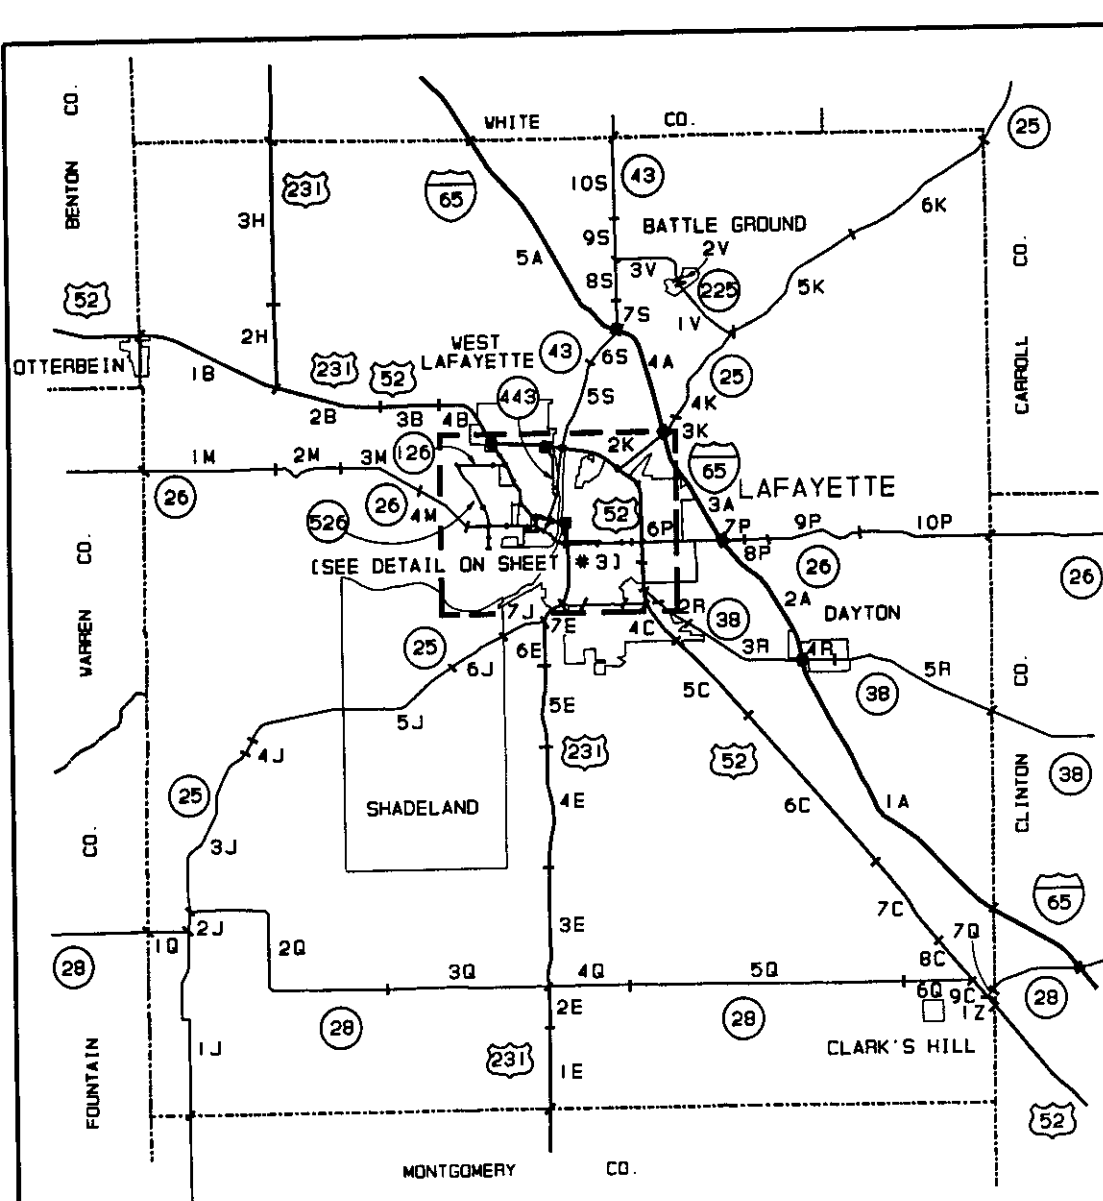 WHITE CO.
BENTON CO.
25
43
231
65
10S
6K
3H
BATTLE GROUND
9S
2V
5A
3V
8S
225
5K
CO.
52
7S
1V
2H
WEST
LAFAYETTE
43
6S
4A
OTTERBEIN
231
52
1B
25
CARROLL
443
5S
4K
2B
3B
4B
3K
2K
126
1M
2M
3M
65
LAFAYETTE
26
26
4M
3A
526
52
6P
7P
9P
10P
8P
(SEE DETAIL ON SHEET #3)
26
26
WARREN CO.
2A
7J
2R
DAYTON
7E
4C
38
25
6E
3R
4R
6J
5R
5C
38
CO.
5J
5E
4J
231
52
38
25
SHADELAND
4E
6C
1A
CLINTON
CO.
3J
65
7C
2J
3E
7Q
1Q
2Q
28
8C
3Q
4Q
5Q
6Q
9C
28
2E
1Z
28
28
CLARK'S HILL
1J
231
1E
FOUNTAIN
52
MONTGOMERY CO.